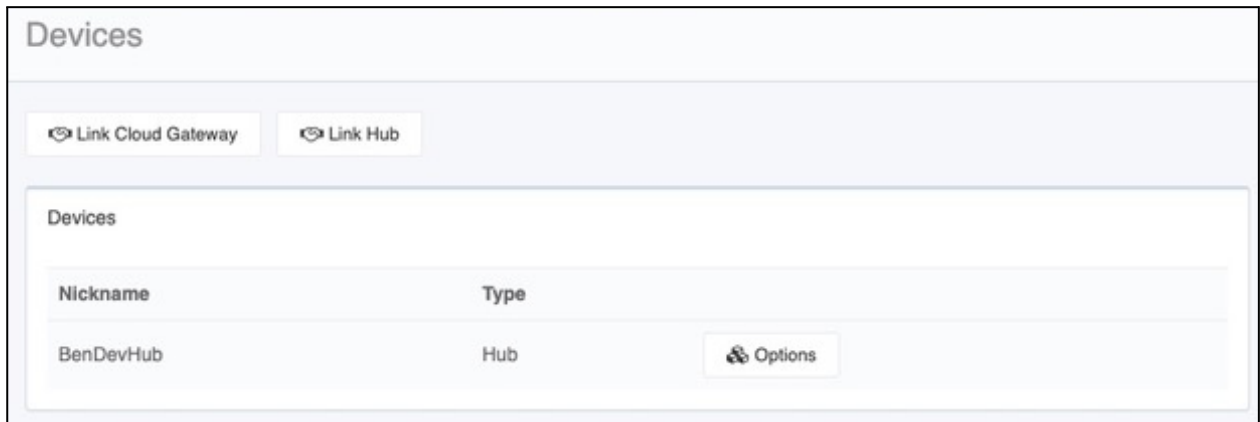 Devices
Link Cloud Gateway Link Hub
Devices
Nickname Type
BenDevHub Hub Options